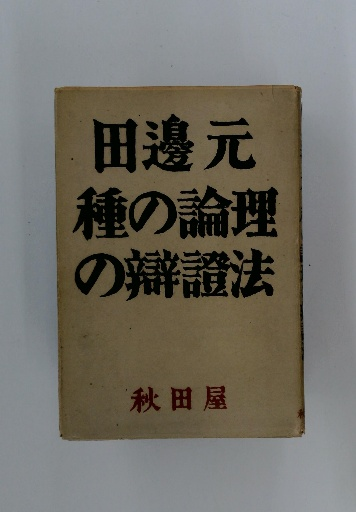 田邊元
種の論理
の辯證法
秋田屋